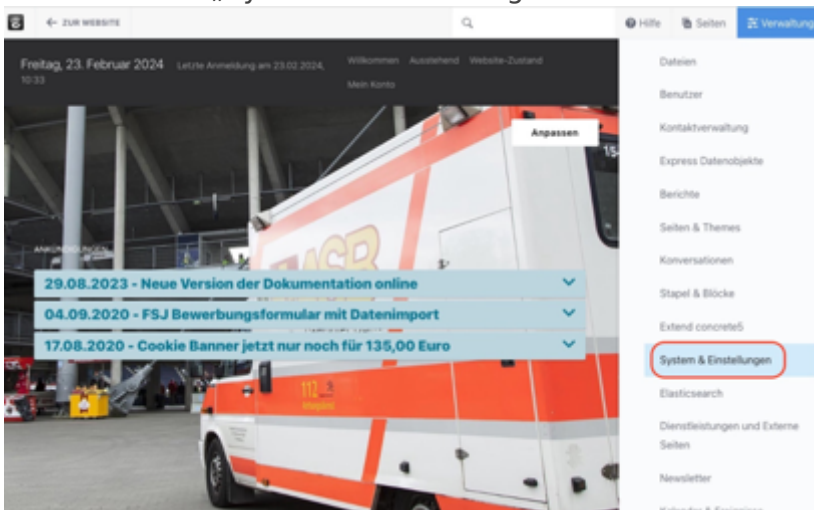 ← ZUR WEBSITE
Hilfe
Seiten
Verwaltung
Freitag, 23. Februar 2024 Letzte Anmeldung am 23.02.2024,
10:33
Willkommen Ausstehend Website-Zustand
Mein Konto
Anpassen
ANKÜNDIGUNGEN
29.08.2023 - Neue Version der Dokumentation online
04.09.2020 - FSJ Bewerbungsformular mit Datenimport
17.08.2020 - Cookie Banner jetzt nur noch für 135,00 Euro
ASB
112
Dateien
Benutzer
Kontaktverwaltung
Express Datenobjekte
Berichte
Seiten & Themes
Konversationen
Stapel & Blöcke
Extend concrete5
System & Einstellungen
Elasticsearch
Dienstleistungen und Externe
Seiten
Newsletter